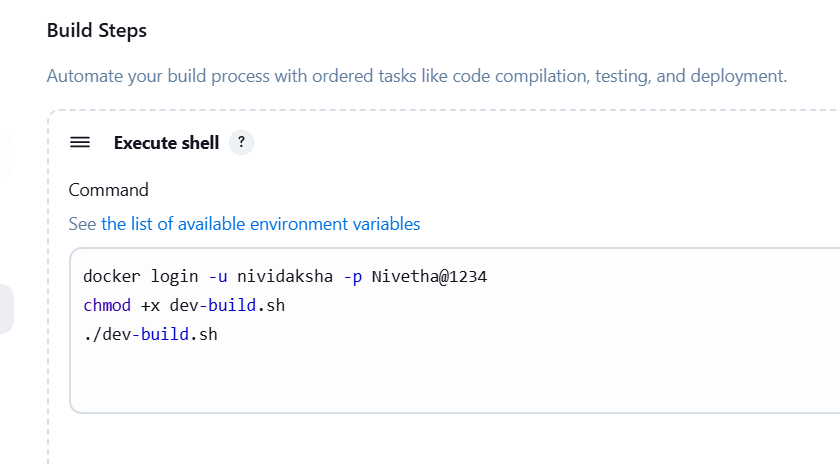 Build Steps
Automate your build process with ordered tasks like code compilation, testing, and deployment.
Execute shell ?
Command
See the list of available environment variables
docker login -u nividaksha -p Nivetha@1234
chmod +x dev-build.sh
./dev-build.sh